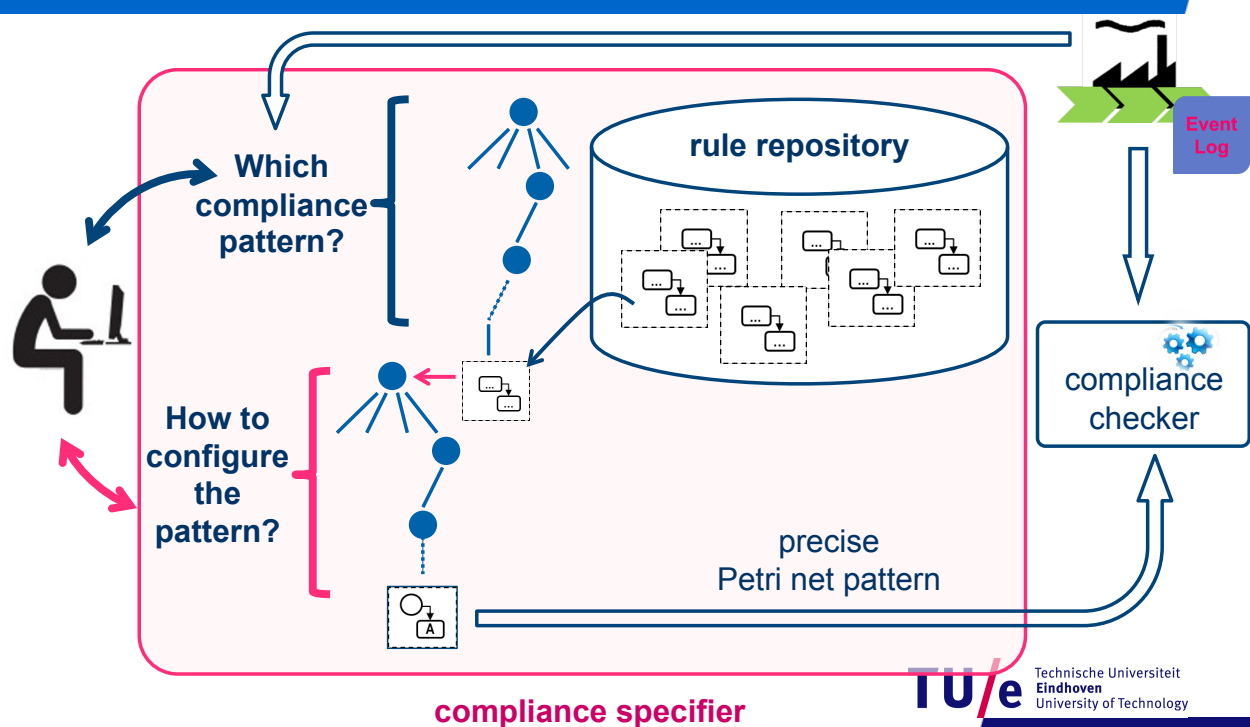 Event
Log
Which
compliance
pattern?
rule repository
...
...
...
...
...
...
...
...
...
...
...
...
...
compliance
checker
How to
configure
the
pattern?
precise
Petri net pattern
A
TU/e
Technische Universiteit
Eindhoven
University of Technology
compliance specifier